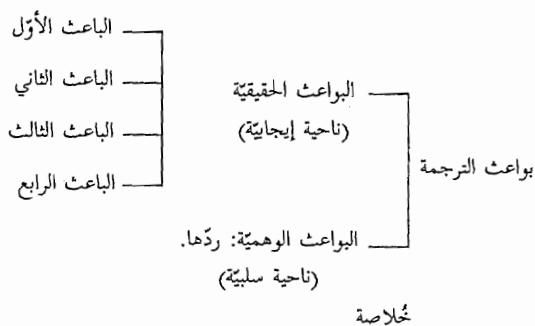 بواعث الترجمة
البواعث الحقيقيّة
(ناحية إيجابيّة)
الباعث الأوّل
الباعث الثاني
الباعث الثالث
الباعث الرابع
البواعث الوهميّة: ردّها.
(ناحية سلبيّة)
خُلاصة